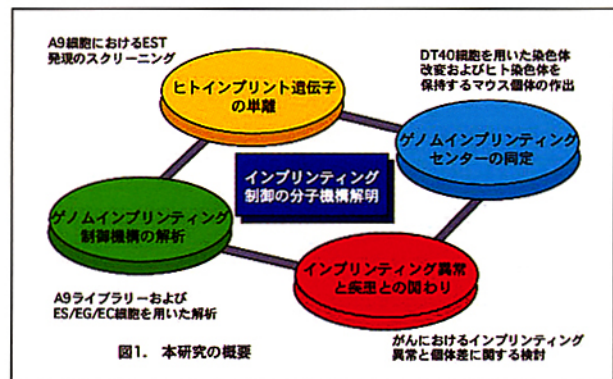 A9細胞におけるEST
発現のスクリーニング
ヒトインプリント遺伝子
の単離
DT40細胞を用いた染色体
改変およびヒト染色体を
保持するマウス個体の作出
ゲノムインプリンティング
センターの同定
インプリンティング
制御の分子機構解明
ゲノムインプリンティング
制御機構の解析
インプリンティング異常
と疾患との関わり
A9ライブラリーおよび
ES/EG/EC細胞を用いた解析
がんにおけるインプリンティング
異常と個体差に関する検討
図1. 本研究の概要